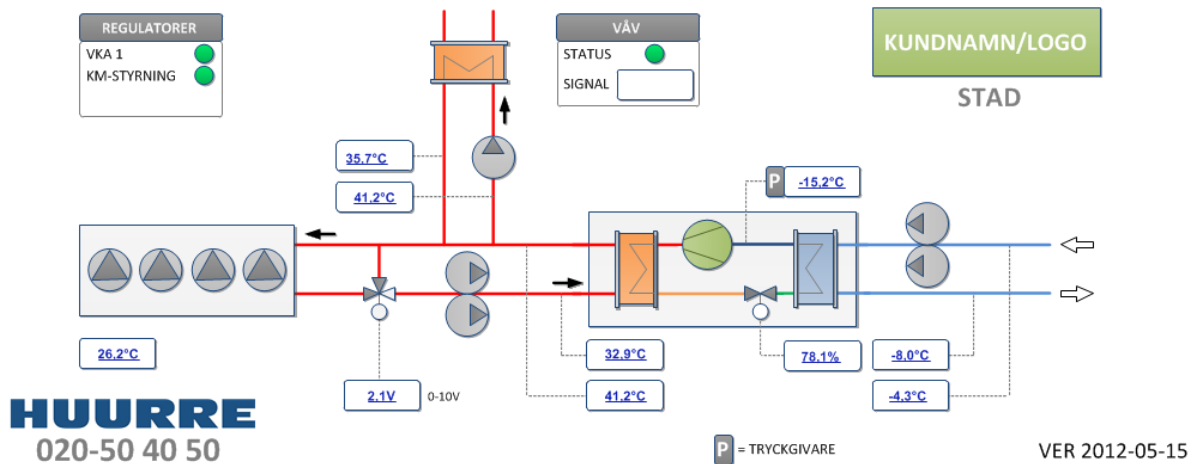 REGULATORER
VKA 1
KM-STYRNING
VÅV
STATUS
SIGNAL
KUNDNAMN/LOGO
STAD
35,7°C
41,2°C
P
-15,2°C
26,2°C
2,1V
0-10V
32,9°C
41,2°C
78,1%
-8,0°C
-4,3°C
HUURRE
020-50 40 50
P = TRYCKGIVARE
VER 2012-05-15